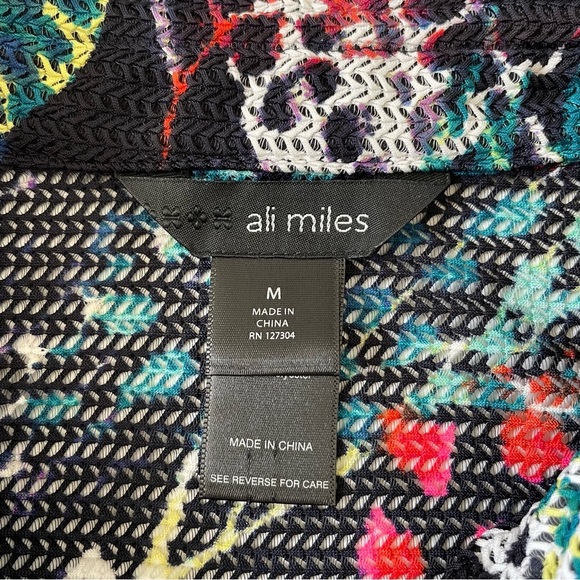 ali miles
M
MADE IN
CHINA
RN 127304
MADE IN CHINA
SEE REVERSE FOR CARE